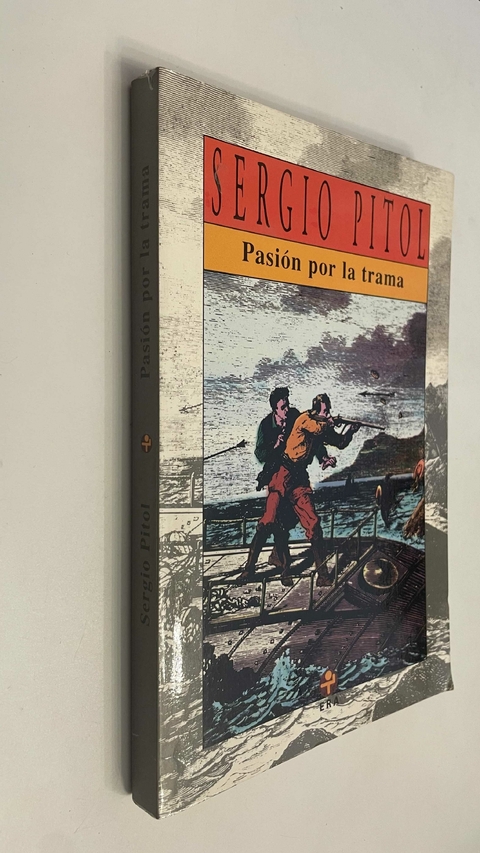 SERGIO PITOL
Pasión por la trama
ERA
Sergio Pitol
Pasión por la trama